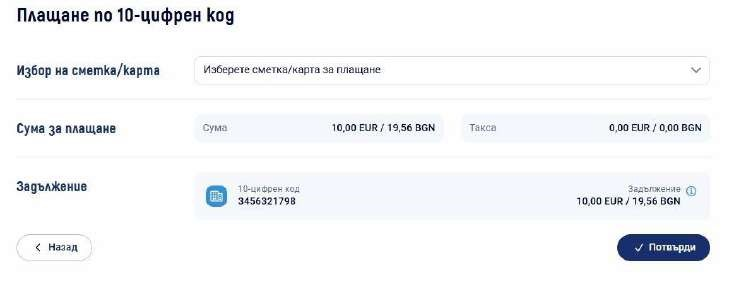 Плащане по 10-цифрен код
Избор на сметка/карта
Изберете сметка/карта за плащане
Сума за плащане
Сума
10,00 EUR / 19,56 BGN
Такса
0,00 EUR / 0,00 BGN
Задължение
10-цифрен код
3456321798
Задължение
10,00 EUR / 19,56 BGN
Назад
Потвърди